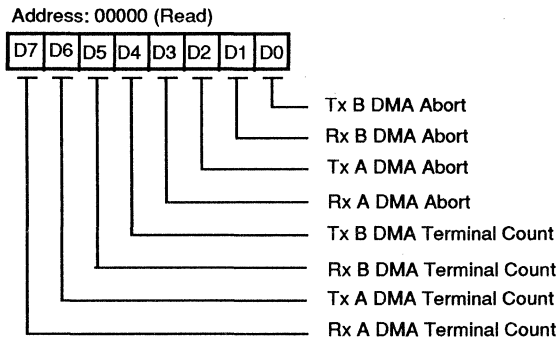 Address: 00000 (Read)
D7 D6 D5 D4 D3 D2 D1 D0
Tx B DMA Abort
Rx B DMA Abort
Tx A DMA Abort
Rx A DMA Abort
Tx B DMA Terminal Count
Rx B DMA Terminal Count
Tx A DMA Terminal Count
Rx A DMA Terminal Count